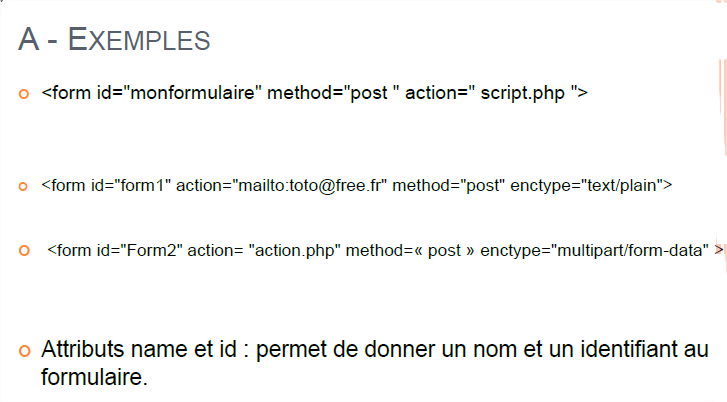 A - EXEMPLES
<form id="monformulaire" method="post " action=" script.php ">
<form id="form1" action="mailto:toto@free.fr" method="post" enctype="text/plain">
<form id="Form2" action= "action.php" method=« post » enctype="multipart/form-data" >
Attributs name et id : permet de donner un nom et un identifiant au
formulaire.